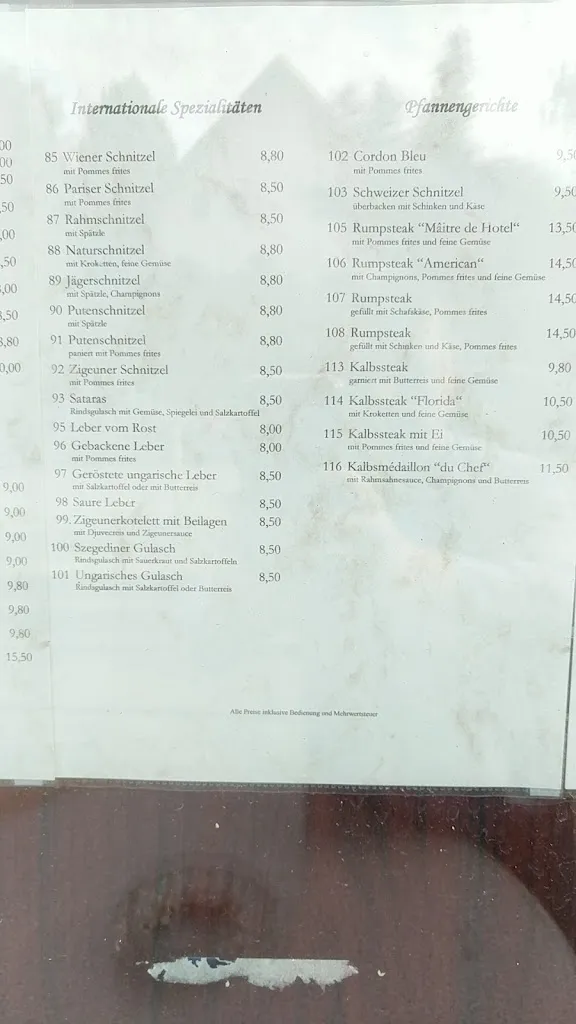 Internationale Spezialitäten
85 Wiener Schnitzel 8,80
mit Pommes frites
86 Pariser Schnitzel 8,50
mit Pommes frites
87 Rahmschnitzel 8,50
mit Spätzle
88 Naturschnitzel 8,80
mit Kroketten, feine Gemüse
89 Jägerschnitzel 8,80
mit Spätzle, Champignons
90 Putenschnitzel 8,80
mit Spätzle
91 Putenschnitzel 8,80
paniert mit Pommes frites
92 Zigeuner Schnitzel 8,50
mit Pommes frites
93 Sataras 8,50
Rindsgulasch mit Gemüse, Spiegelei und Salzkartoffel
95 Leber vom Rost 8,00
96 Gebackene Leber 8,00
mit Pommes frites
97 Geröstete ungarische Leber 8,50
mit Salzkartoffel oder mit Butterreis
98 Saure Leber 8,50
99 Zigeunerkotelett mit Beilagen 8,50
mit Djuvecreis und Zigeunersauce
100 Szegediner Gulasch 8,50
Rindsgulasch mit Sauerkraut und Salzkartoffeln
101 Ungarisches Gulasch 8,50
Rindsgulasch mit Salzkartoffel oder Butterreis
Pfannengerichte
102 Cordon Bleu 9,50
mit Pommes frites
103 Schweizer Schnitzel 9,50
überbacken mit Schinken und Käse
105 Rumpsteak "Mâitre de Hotel" 13,50
mit Pommes frites und feine Gemüse
106 Rumpsteak "American" 14,50
mit Champignons, Pommes frites und feine Gemüse
107 Rumpsteak 14,50
gefüllt mit Schafskäse, Pommes frites
108 Rumpsteak 14,50
gefüllt mit Schinken und Käse, Pommes frites
113 Kalbssteak 9,80
garniert mit Butterreis und feine Gemüse
114 Kalbssteak "Florida" 10,50
mit Kroketten und feine Gemüse
115 Kalbssteak mit Ei 10,50
mit Pommes frites und feine Gemüse
116 Kalbsmédaillon "du Chef" 11,50
mit Rahmsahnesauce, Champignons und Butterreis
Alle Preise inklusive Bedienung und Mehrwertsteuer
9,00
9,00
9,00
9,00
9,80
9,80
9,80
15,50